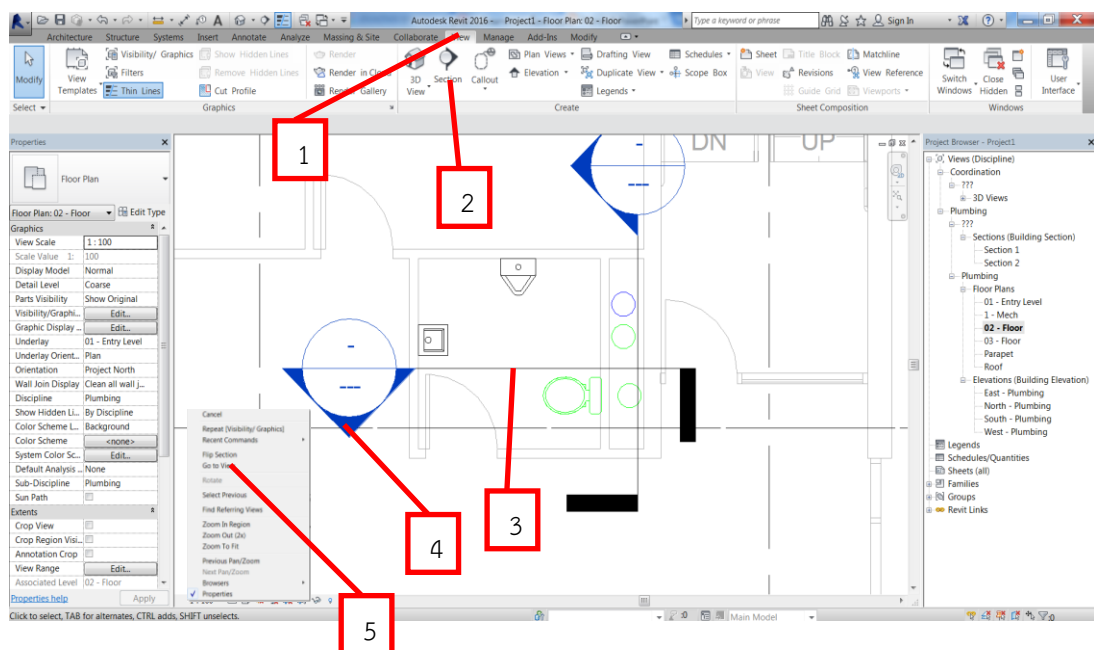 Autodesk Revit 2016 - Project1 - Floor Plan: 02 - Floor
Type a keyword or phrase
Sign In
Architecture Structure Systems Insert Annotate Analyze Massing & Site Collaborate View Manage Add-Ins Modify
Modify
View Templates
Visibility/ Graphics
Filters
Thin Lines
Show Hidden Lines
Remove Hidden Lines
Cut Profile
Render
Render in Cloud
Render Gallery
3D View
Section
Callout
Plan Views
Elevation
Drafting View
Duplicate View
Legends
Schedules
Scope Box
Sheet
View
Title Block
Revisions
Guide Grid
Matchline
View Reference
Viewports
Switch Windows
Close Hidden
User Interface
Select
Graphics
Create
Sheet Composition
Windows
Properties
Floor Plan
Floor Plan: 02 - Floor
Edit Type
Graphics
View Scale 1 : 100
Scale Value 1: 100
Display Model Normal
Detail Level Coarse
Parts Visibility Show Original
Visibility/Graphi... Edit...
Graphic Display ... Edit...
Underlay 01 - Entry Level
Underlay Orient... Plan
Orientation Project North
Wall Join Display Clean all wall j...
Discipline Plumbing
Show Hidden Li... By Discipline
Color Scheme L... Background
Color Scheme <none>
System Color Sc... Edit...
Default Analysis ... None
Sub-Discipline Plumbing
Sun Path
Extents
Crop View
Crop Region Visi...
Annotation Crop
View Range Edit...
Associated Level 02 - Floor
Properties help
Apply
1
2
3
4
5
DN
UP
Cancel
Repeat [Visibility/ Graphics]
Recent Commands
Flip Section
Go to View
Rotate
Select Previous
Find Referring Views
Zoom In Region
Zoom Out (2x)
Zoom To Fit
Previous Pan/Zoom
Next Pan/Zoom
Browsers
Properties
Project Browser - Project1
Views (Discipline)
Coordination
???
3D Views
Plumbing
???
Sections (Building Section)
Section 1
Section 2
Plumbing
Floor Plans
01 - Entry Level
1 - Mech
02 - Floor
03 - Floor
Parapet
Roof
Elevations (Building Elevation)
East - Plumbing
North - Plumbing
South - Plumbing
West - Plumbing
Legends
Schedules/Quantities
Sheets (all)
Families
Groups
Revit Links
Click to select, TAB for alternates, CTRL adds, SHIFT unselects.
:0
Main Model
:0